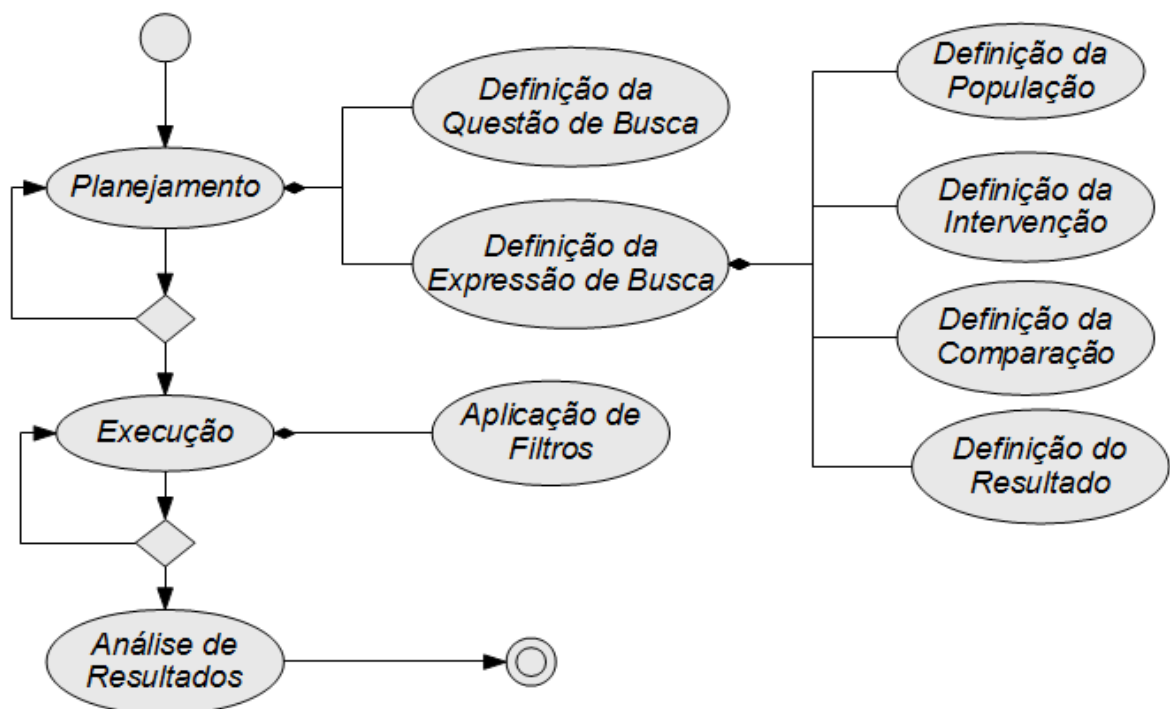 Definição da
Questão de Busca
Definição da
População
Planejamento
Definição da
Expressão de Busca
Definição da
Intervenção
Definição da
Comparação
Execução
Aplicação de
Filtros
Definição do
Resultado
Análise de
Resultados